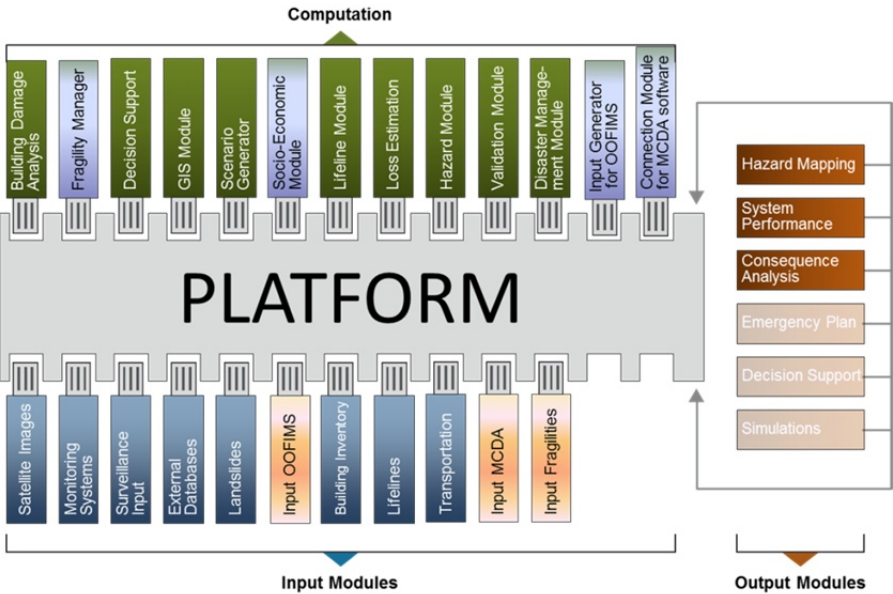 Computation
Building Damage
Analysis
Fragility Manager
Decision Support
GIS Module
Scenario
Generator
Socio-Economic
Module
Lifeline Module
Loss Estimation
Hazard Module
Validation Module
Disaster Manage-
ment Module
Input Generator
for OOFIMS
Connection Module
for MCDA software
PLATFORM
Hazard Mapping
System
Performance
Consequence
Analysis
Emergency Plan
Decision Support
Simulations
Satellite Images
Monitoring
Systems
Surveillance
Input
External
Databases
Landslides
Input OOFIMS
Building Inventory
Lifelines
Transportation
Input MCDA
Input Fragilities
Input Modules
Output Modules